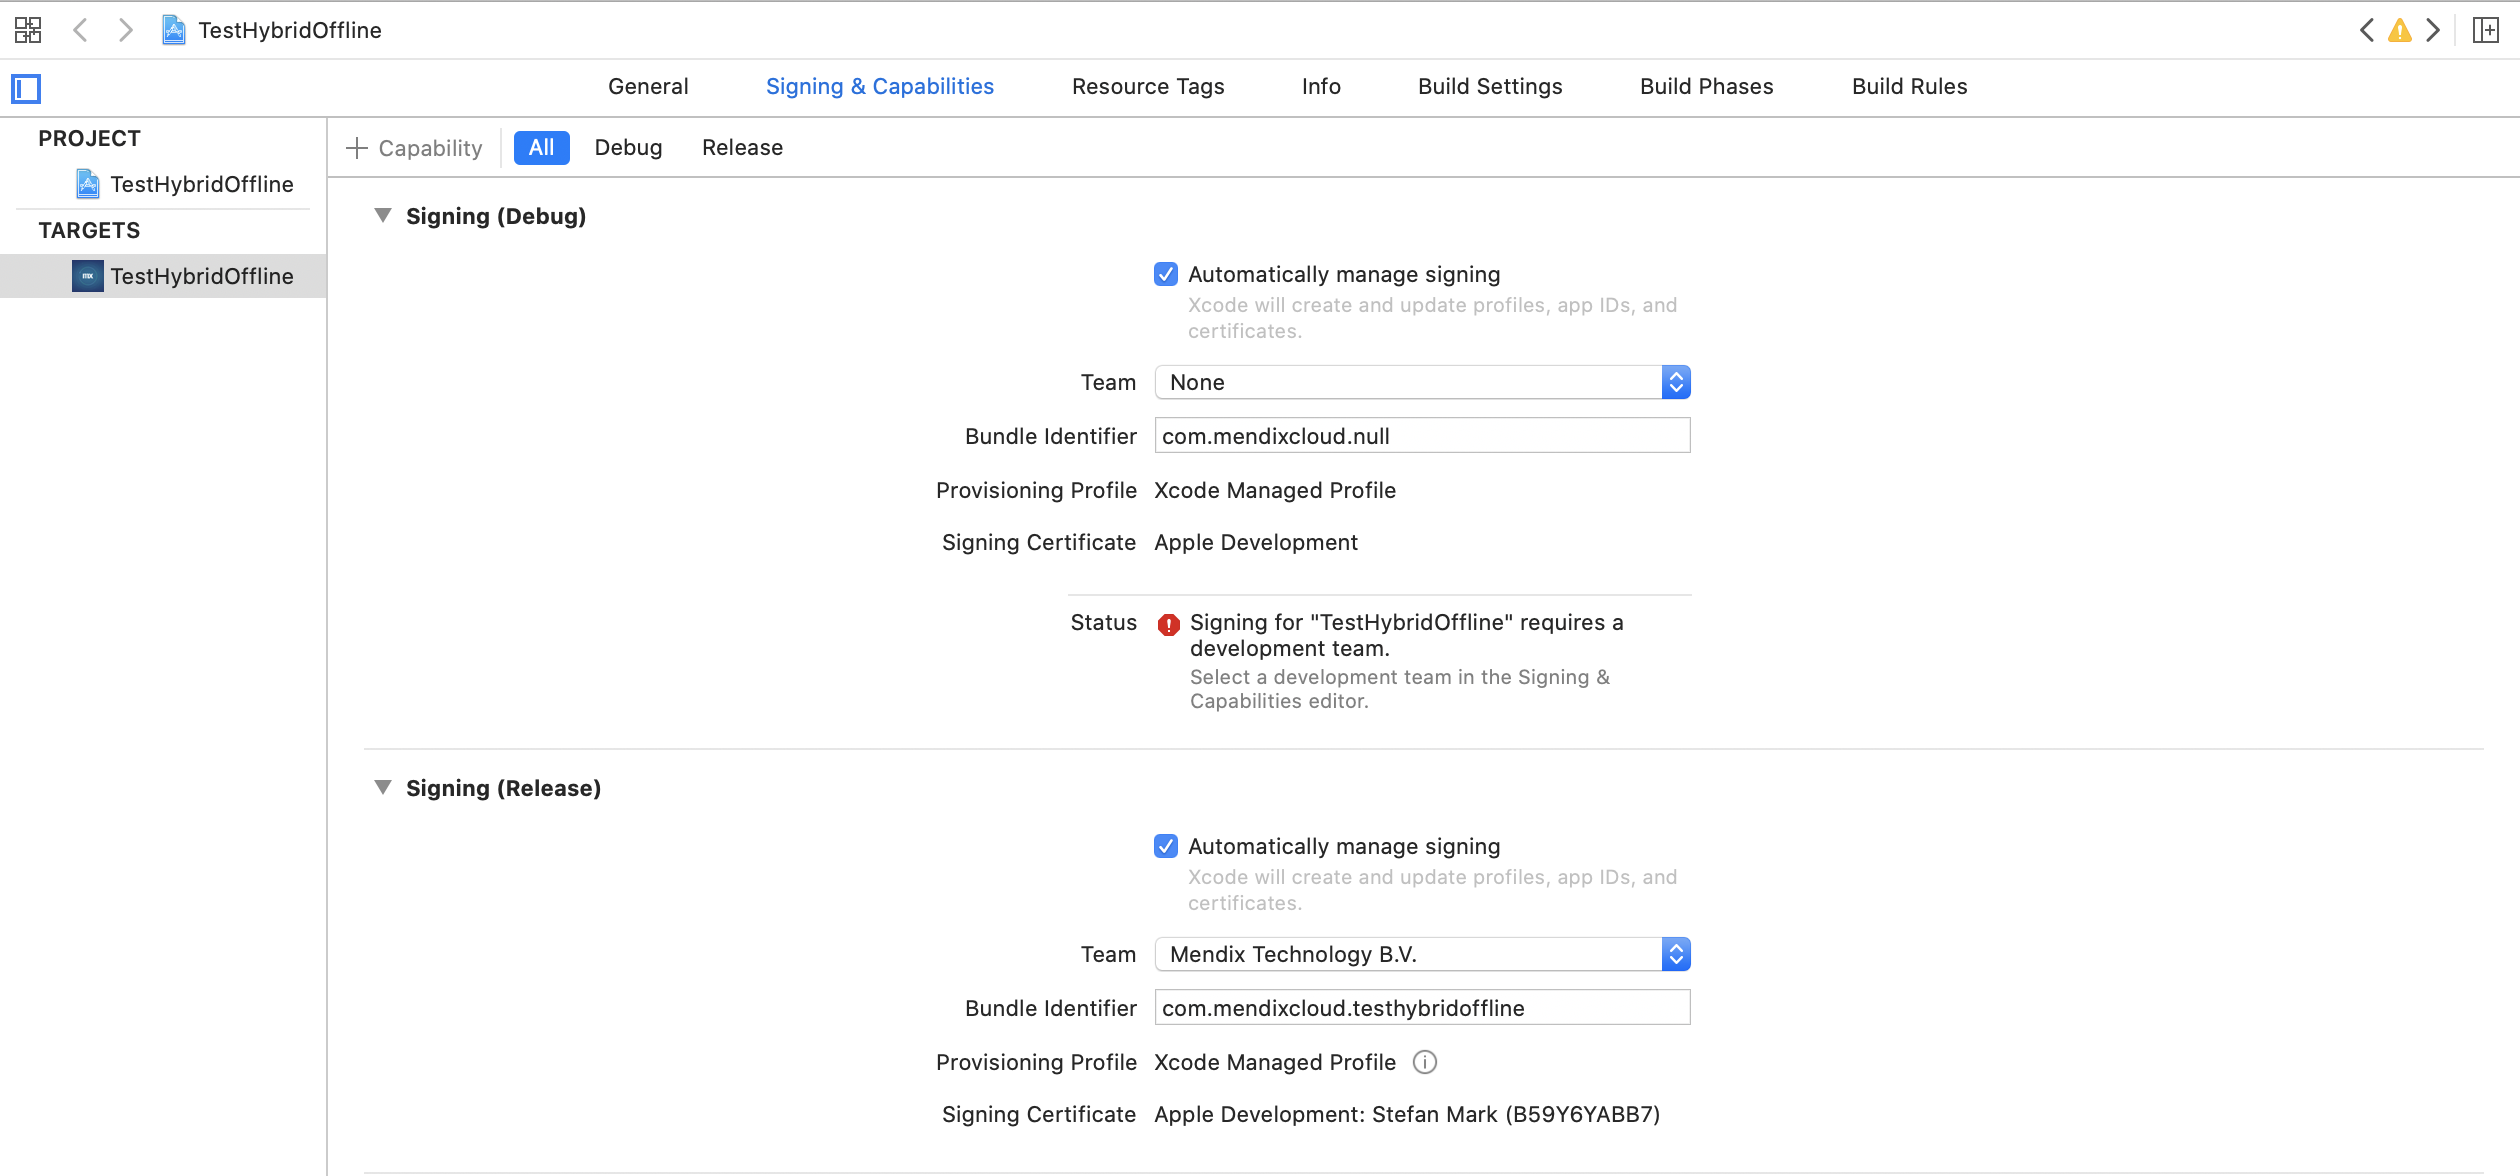 TestHybridOffline
General Signing & Capabilities Resource Tags Info Build Settings Build Phases Build Rules
PROJECT
TestHybridOffline
TARGETS
mx TestHybridOffline
Capability All Debug Release
Signing (Debug)
Automatically manage signing
Xcode will create and update profiles, app IDs, and
certificates.
Team None
Bundle Identifier com.mendixcloud.null
Provisioning Profile Xcode Managed Profile
Signing Certificate Apple Development
Status Signing for "TestHybridOffline" requires a
development team.
Select a development team in the Signing &
Capabilities editor.
Signing (Release)
Automatically manage signing
Xcode will create and update profiles, app IDs, and
certificates.
Team Mendix Technology B.V.
Bundle Identifier com.mendixcloud.testhybridoffline
Provisioning Profile Xcode Managed Profile
Signing Certificate Apple Development: Stefan Mark (B59Y6YABB7)